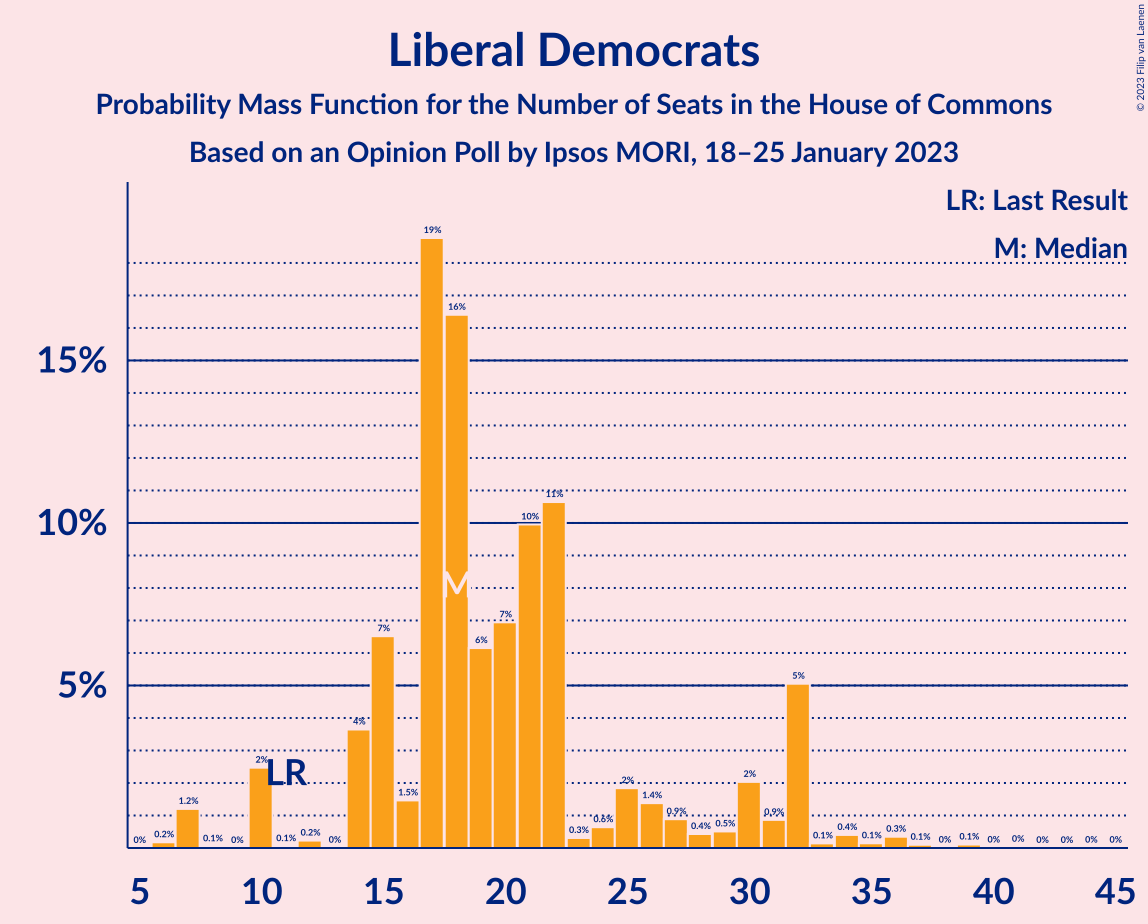 Liberal Democrats
Probability Mass Function for the Number of Seats in the House of Commons
Based on an Opinion Poll by Ipsos MORI, 18–25 January 2023
© 2023 Filip van Laenen
LR: Last Result
M: Median
15%
10%
5%
0% 0.2% 1.2% 0.1% 0% 2% 0.1% 0.2% 0% 4% 7% 1.5% 19% 16% 6% 7% 10% 11% 0.3% 0.6% 2% 1.4% 0.9% 0.4% 0.5% 2% 0.9% 5% 0.1% 0.4% 0.1% 0.3% 0.1% 0% 0.1% 0% 0% 0% 0% 0% 0%
LR
M
5 10 15 20 25 30 35 40 45